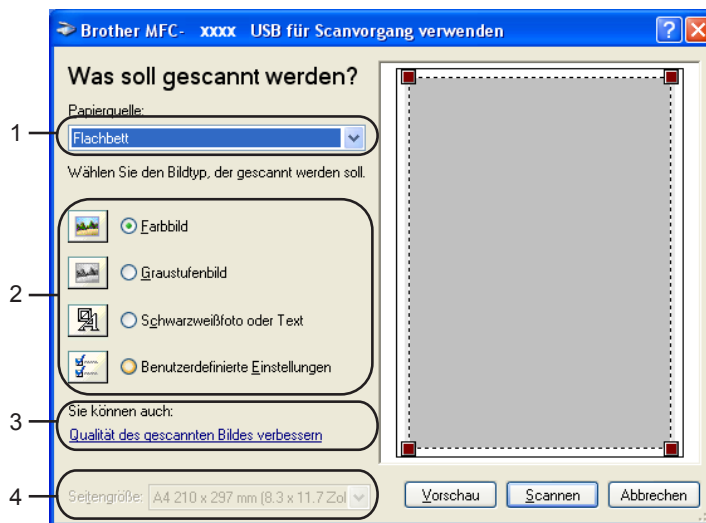 Brother MFC- xxxx USB für Scanvorgang verwenden
Was soll gescannt werden?
Papierquelle:
1
Flachbett
Wählen Sie den Bildtyp, der gescannt werden soll.
2
Farbbild
Graustufenbild
Schwarzweißfoto oder Text
Benutzerdefinierte Einstellungen
3
Sie können auch:
Qualität des gescannten Bildes verbessern
4
Seitengröße: A4 210 x 297 mm (8.3 x 11.7 Zol
Vorschau
Scannen
Abbrechen